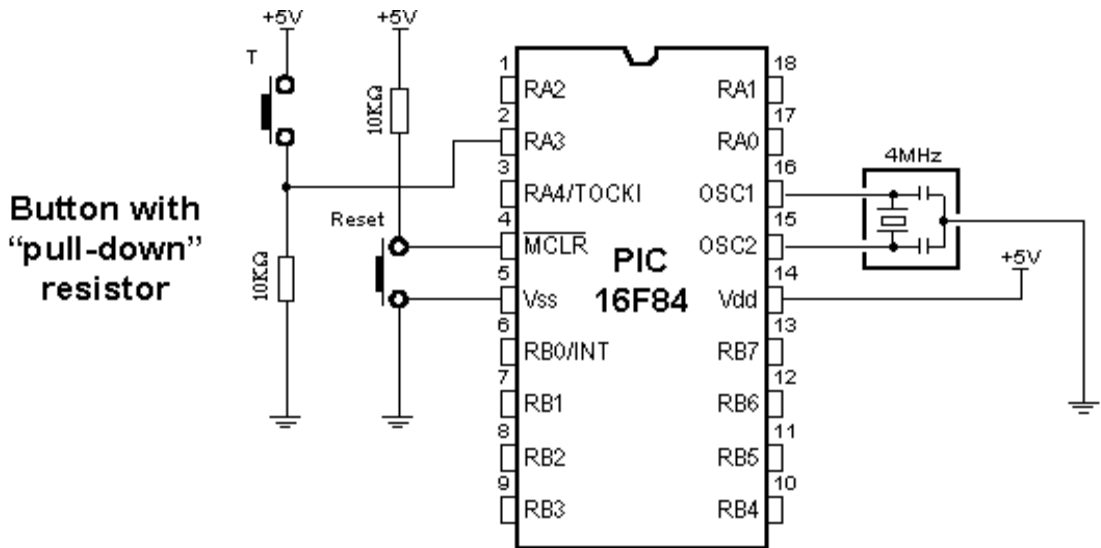 +5V
+5V
T
10KΩ
10KΩ
Reset
Button with
“pull-down”
resistor
1
RA2
2
RA3
3
RA4/TOCKI
4
MCLR
5
Vss
6
RB0/INT
7
RB1
8
RB2
9
RB3
PIC
16F84
18
RA1
17
RA0
16
OSC1
15
OSC2
14
Vdd
13
RB7
12
RB6
11
RB5
10
RB4
4MHz
+5V